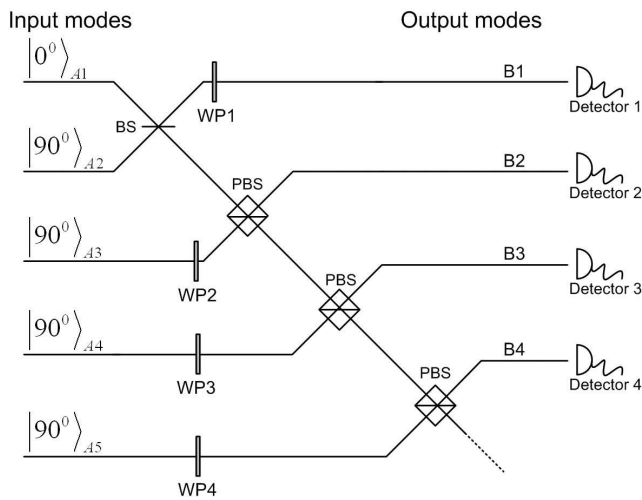 Input modes
Output modes
|0⁰⟩A1
B1
Detector 1
WP1
BS
|90⁰⟩A2
B2
Detector 2
PBS
|90⁰⟩A3
WP2
B3
Detector 3
PBS
|90⁰⟩A4
WP3
B4
Detector 4
PBS
|90⁰⟩A5
WP4